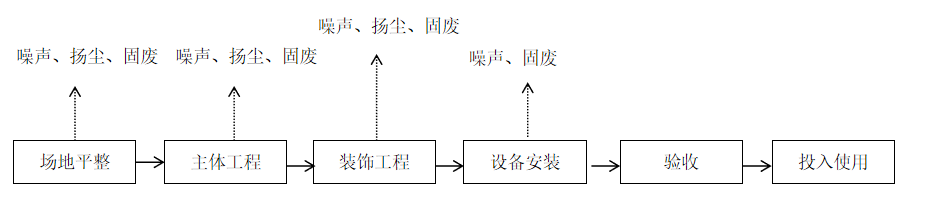 噪声、扬尘、固废
噪声、扬尘、固废
噪声、扬尘、固废
噪声、固废
场地平整
主体工程
装饰工程
设备安装
验收
投入使用